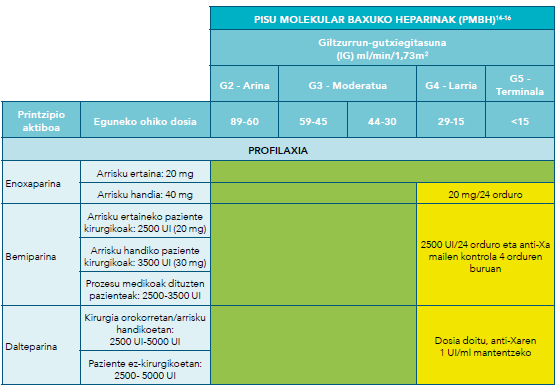 PISU MOLEKULAR BAXUKO HEPARINAK (PMBH)14-16
Giltzurrun-gutxiegitasuna
(IG) ml/min/1,73m2
G2 - Arina
G3 - Moderatua
G4 - Larria
G5 -
Terminala
Printzipio
aktiboa
Eguneko ohiko dosia
89-60
59-45
44-30
29-15
<15
PROFILAXIA
Enoxaparina
Arrisku ertaina: 20 mg
Arrisku handia: 40 mg
20 mg/24 orduro
Bemiparina
Arrisku ertaineko paziente
kirurgikoak: 2500 UI (20 mg)
Arrisku handiko paziente
kirurgikoak: 3500 UI (30 mg)
Prozesu medikoak dituzten
pazienteak: 2500-3500 UI
2500 UI/24 orduro eta anti-Xa
mailen kontrola 4 orduren
buruan
Dalteparina
Kirurgia orokorretan/arrisku
handikoetan:
2500 UI-5000 UI
Paziente ez-kirurgikoetan:
2500- 5000 UI
Dosia doitu, anti-Xaren
1 UI/ml mantentzeko